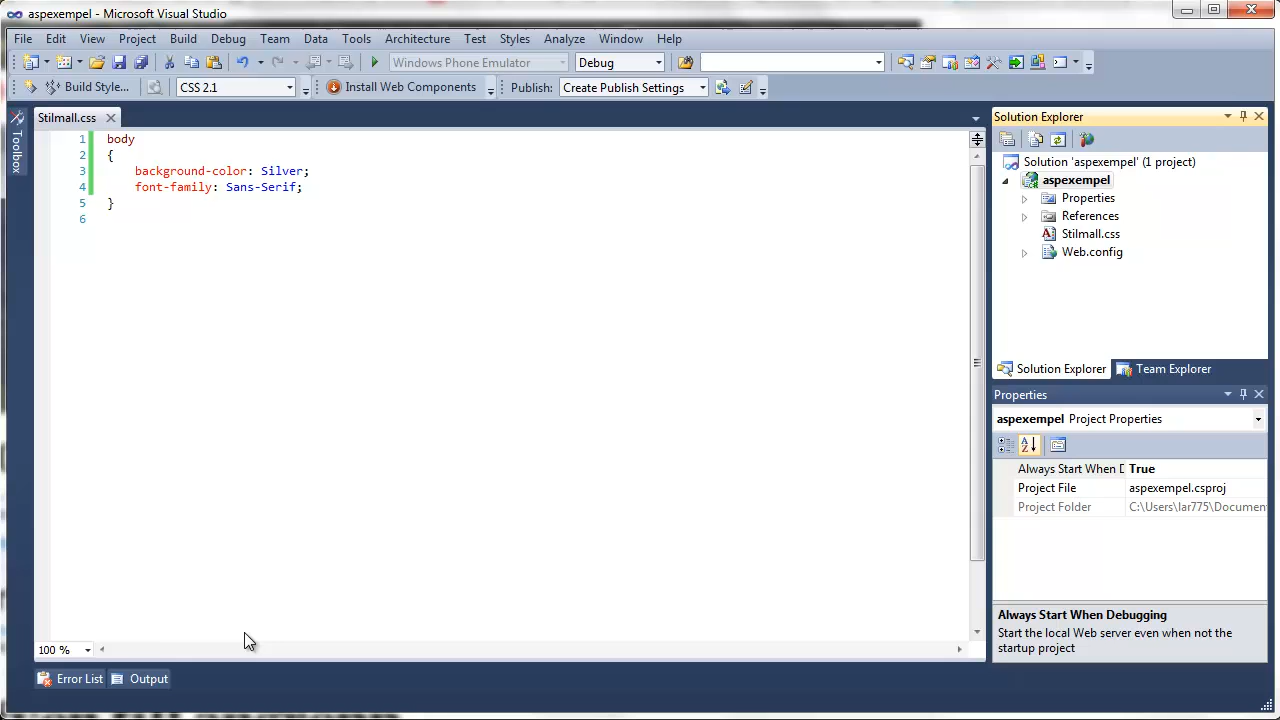 aspexempel - Microsoft Visual Studio
File Edit View Project Build Debug Team Data Tools Architecture Test Styles Analyze Window Help
Windows Phone Emulator Debug
Build Style... CSS 2.1 Install Web Components Publish: Create Publish Settings
Toolbox
Stilmall.css
1 body
2 {
3 background-color: Silver;
4 font-family: Sans-Serif;
5 }
6
100 %
Error List Output
Solution Explorer
Solution 'aspexempel' (1 project)
aspexempel
Properties
References
Stilmall.css
Web.config
Solution Explorer Team Explorer
Properties
aspexempel Project Properties
Always Start When D True
Project File aspexempel.csproj
Project Folder C:\Users\lar775\Documen
Always Start When Debugging
Start the local Web server even when not the
startup project